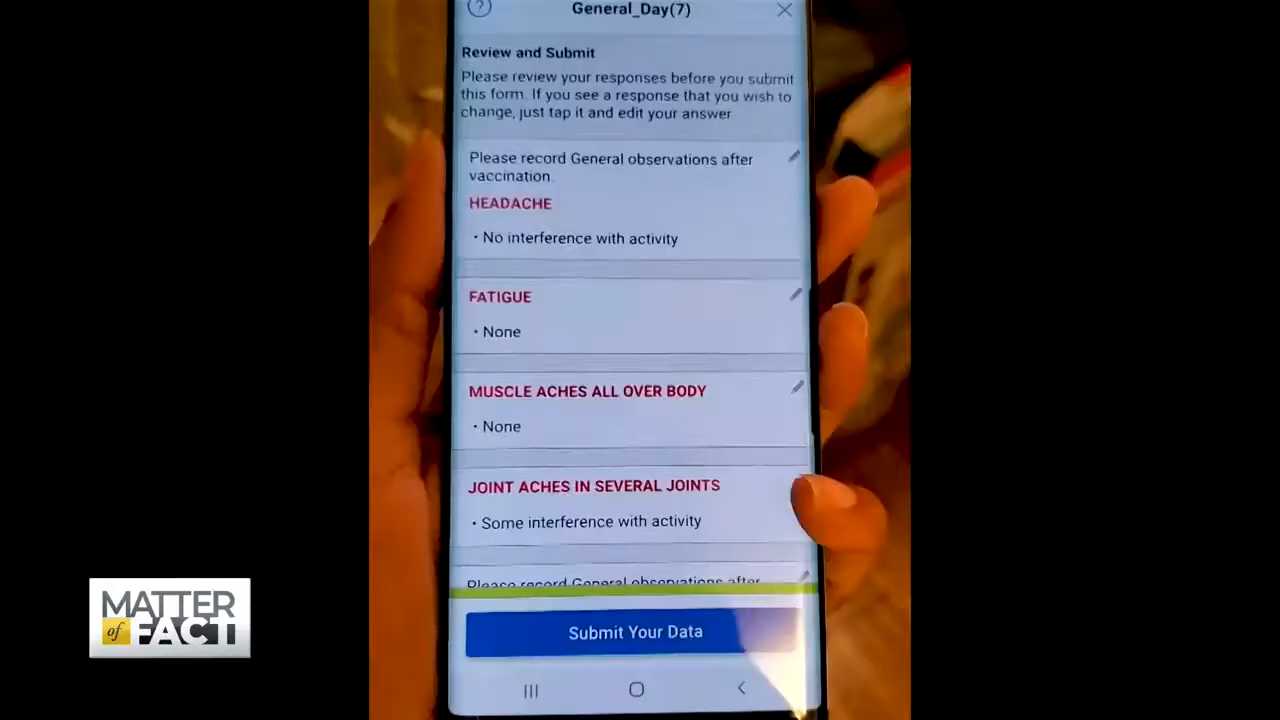 General_Day(7)
Review and Submit
Please review your responses before you submit
this form. If you see a response that you wish to
change, just tap it and edit your answer
Please record General observations after
vaccination.
HEADACHE
• No interference with activity
FATIGUE
• None
MUSCLE ACHES ALL OVER BODY
• None
JOINT ACHES IN SEVERAL JOINTS
• Some interference with activity
Please record General observations after
Submit Your Data
MATTER
of FACT